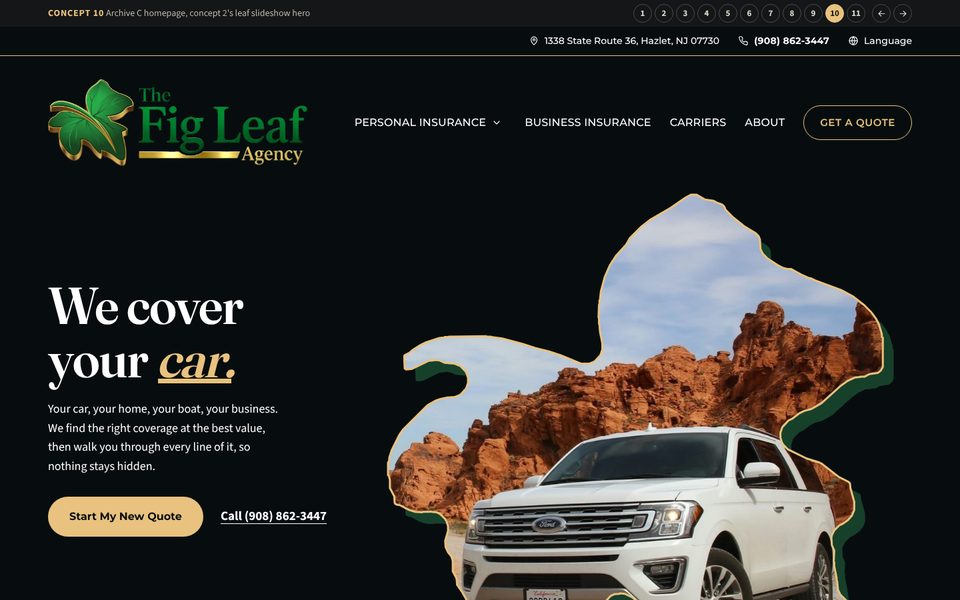 CONCEPT 10 Archive C homepage, concept 2's leaf slideshow hero
1 2 3 4 5 6 7 8 9 10 11 ← →
1338 State Route 36, Hazlet, NJ 07730 (908) 862-3447 Language
The
Fig Leaf
Agency
PERSONAL INSURANCE BUSINESS INSURANCE CARRIERS ABOUT GET A QUOTE
We cover
your car.
Your car, your home, your boat, your business.
We find the right coverage at the best value,
then walk you through every line of it, so
nothing stays hidden.
Start My New Quote Call (908) 862-3447
Ford
California